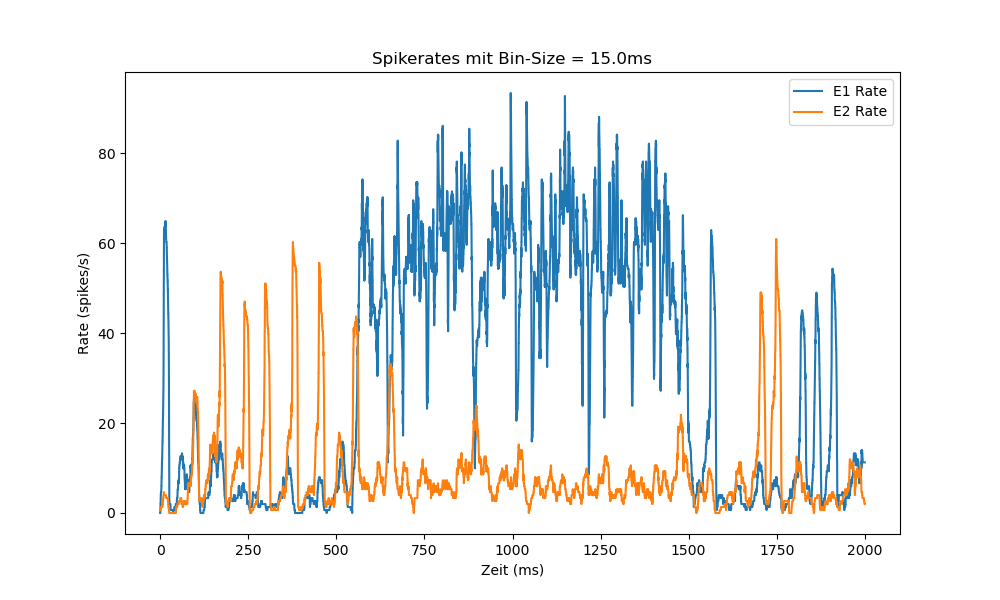 Spikerates mit Bin-Size = 15.0ms
E1 Rate
E2 Rate
Rate (spikes/s)
80
60
40
20
0
0 250 500 750 1000 1250 1500 1750 2000
Zeit (ms)